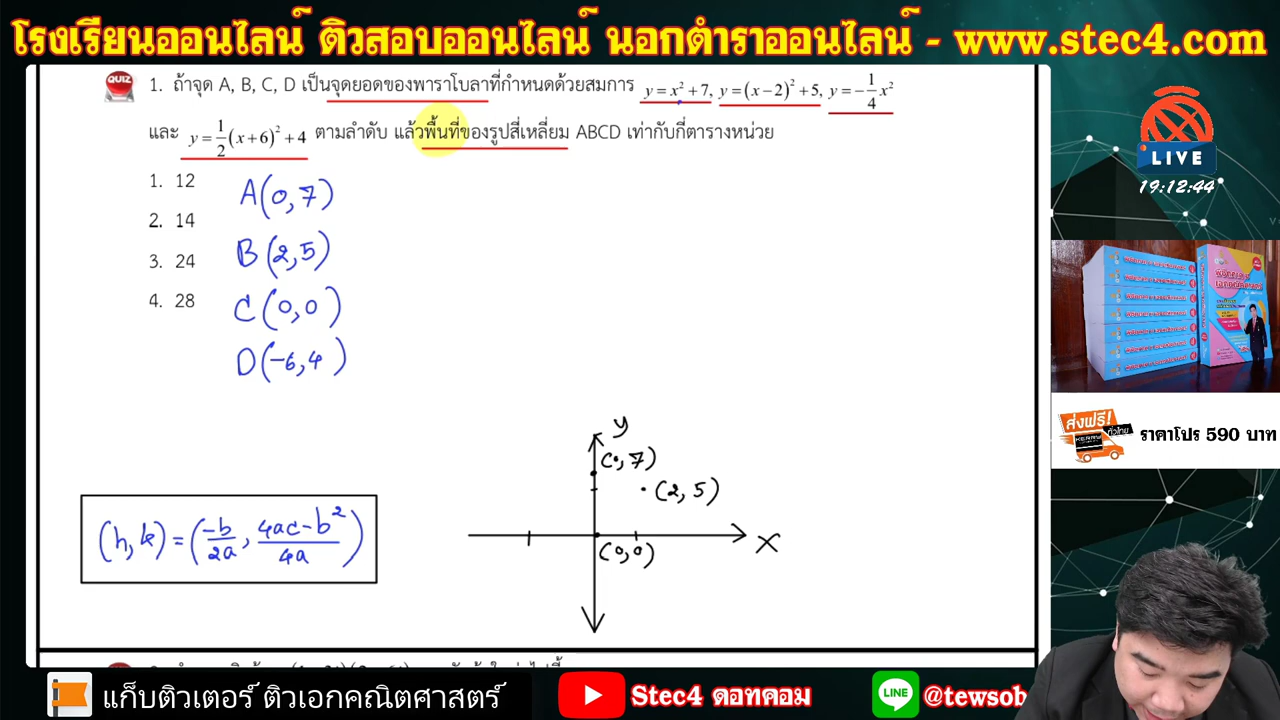 โรงเรียนออนไลน์ ติวสอบออนไลน์ นอกตำราออนไลน์ - www.stec4.com
QUIZ
1. ถ้าจุด A, B, C, D เป็นจุดยอดของพาราโบลาที่กำหนดด้วยสมการ y = x² + 7, y = (x − 2)² + 5, y = −1/4 x²
และ y = 1/2 (x + 6)² + 4 ตามลำดับ แล้วพื้นที่ของรูปสี่เหลี่ยม ABCD เท่ากับกี่ตารางหน่วย
1. 12
2. 14
3. 24
4. 28
A(0, 7)
B(2, 5)
C(0, 0)
D(-6, 4)
(h, k) = (-b/2a, 4ac - b²/4a)
y
(0, 7)
(2, 5)
(0, 0)
X
LIVE
19:12:44
ส่งฟรี!
ทั่วไทย
KERRY
ราคาโปร 590 บาท
แก็บติวเตอร์ ติวเอกคณิตศาสตร์
Stec4 ดอทคอม
LINE
@tewsob